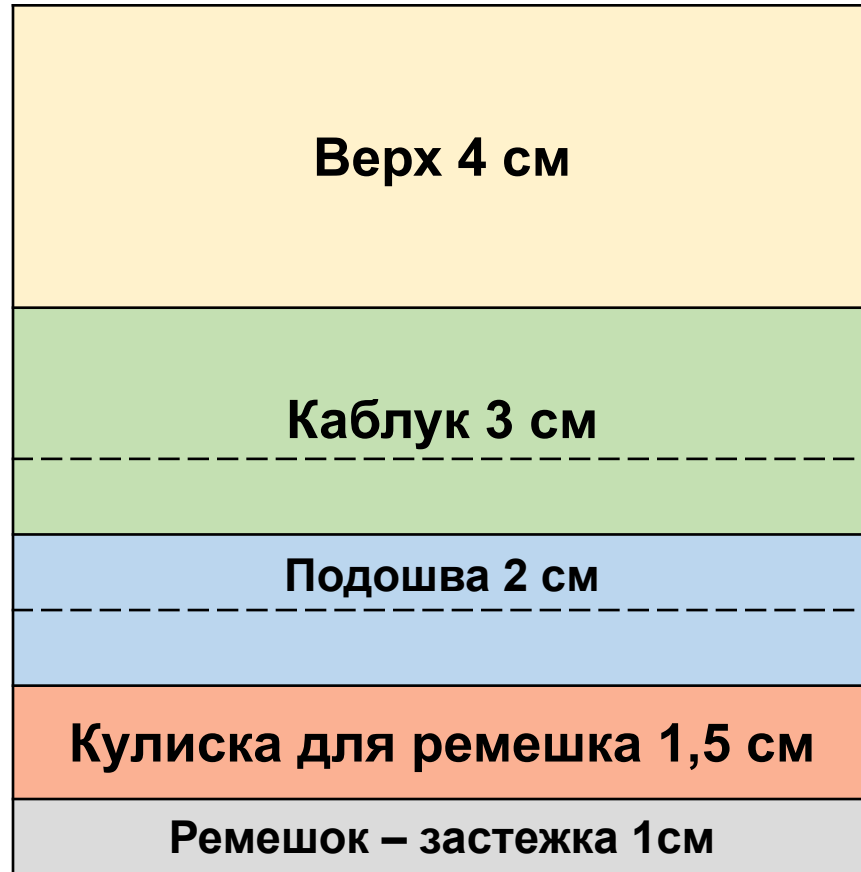 Верх 4 см
Каблук 3 см
Подошва 2 см
Кулиска для ремешка 1,5 см
Ремешок – застежка 1см